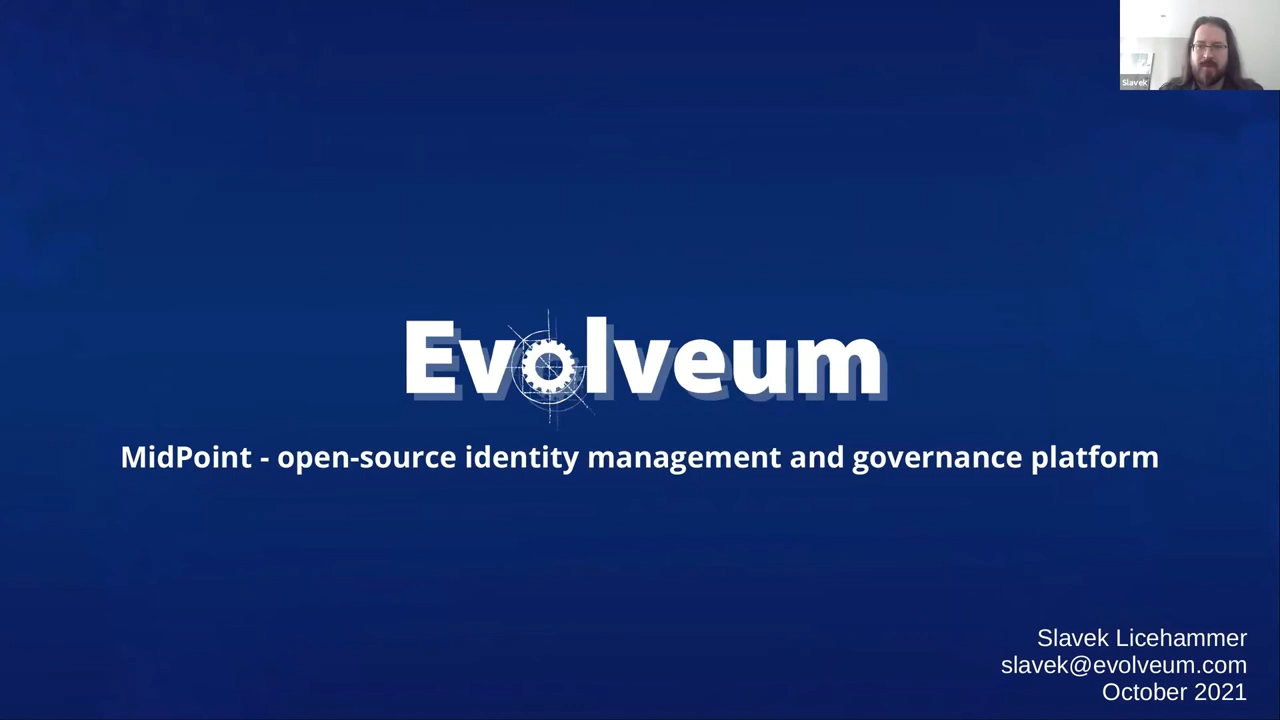 Slavek
Evolveum
MidPoint - open-source identity management and governance platform
Slavek Licehammer
slavek@evolveum.com
October 2021